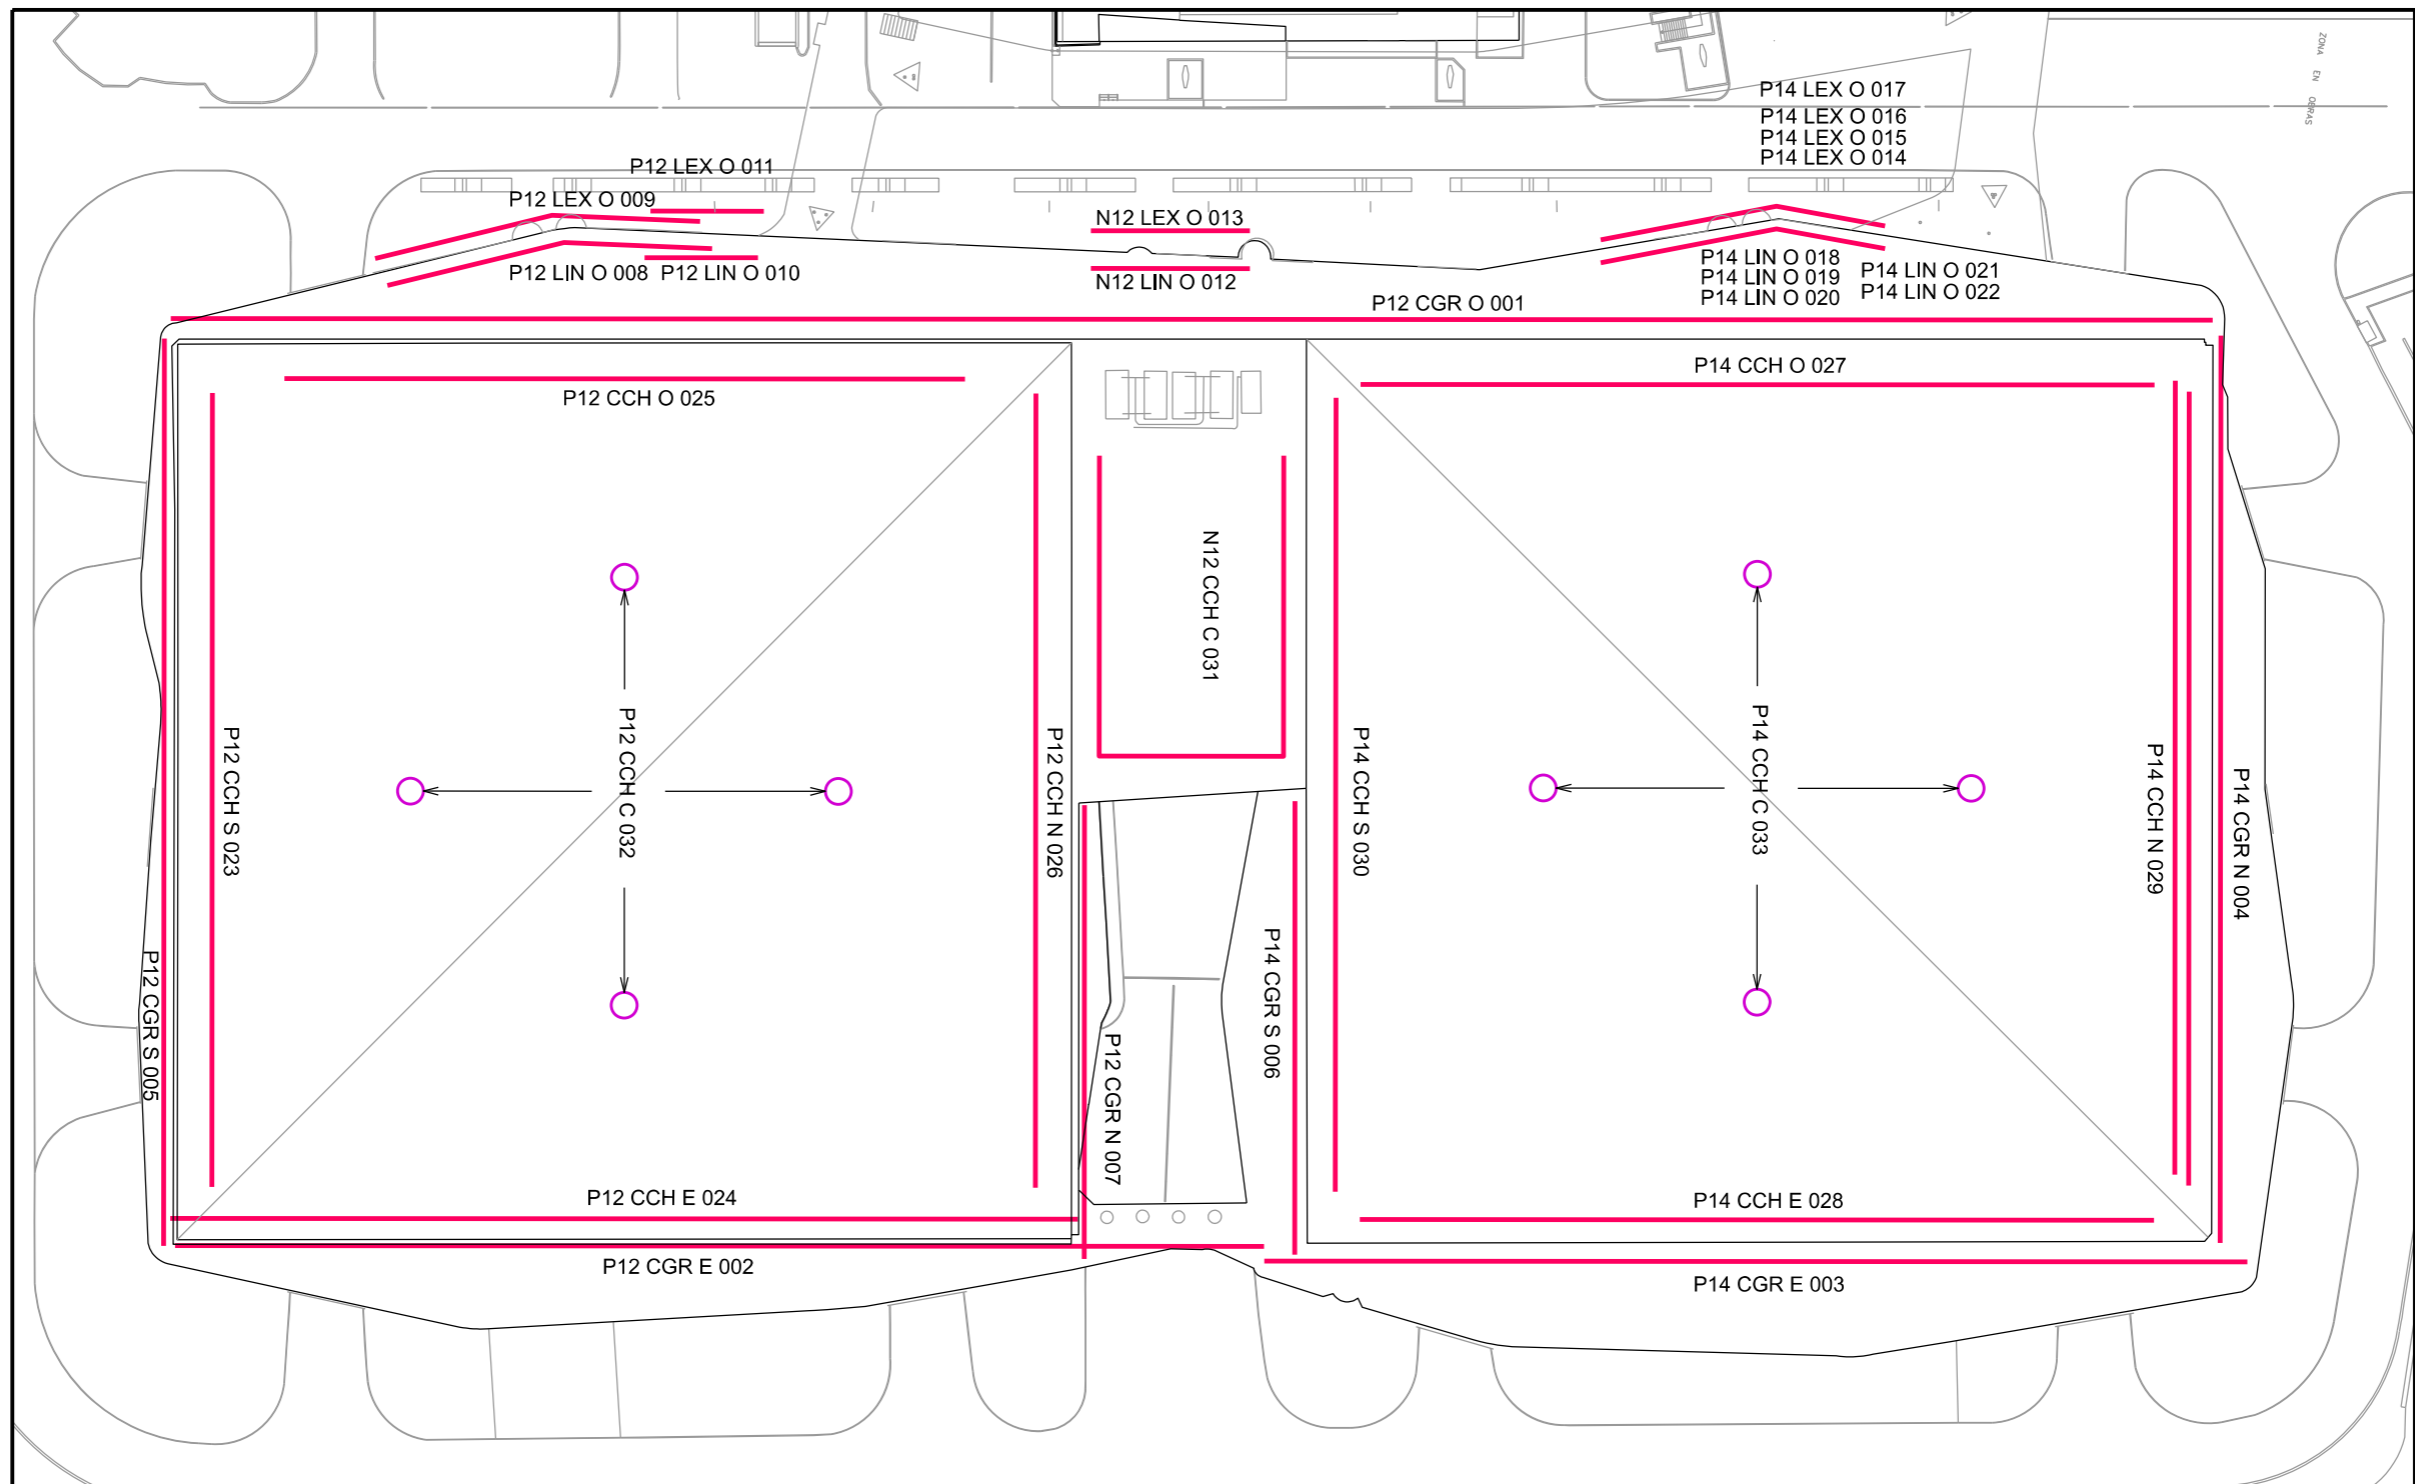 ZONA EN OBRAS
P14 LEX O 017
P14 LEX O 016
P14 LEX O 015
P14 LEX O 014
P12 LEX O 011
P12 LEX O 009
N12 LEX O 013
P12 LIN O 008
P12 LIN O 010
N12 LIN O 012
P14 LIN O 018
P14 LIN O 019
P14 LIN O 020
P14 LIN O 021
P14 LIN O 022
P12 CGR O 001
P12 CCH O 025
P14 CCH O 027
N12 CCH C 031
P12 CCH S 023
P12 CCH C 032
P12 CCH N 026
P14 CCH S 030
P14 CCH C 033
P14 CCH N 029
P14 CGR N 004
P12 CGR S 005
P14 CGR S 006
P12 CGR N 007
P12 CCH E 024
P14 CCH E 028
P12 CGR E 002
P14 CGR E 003